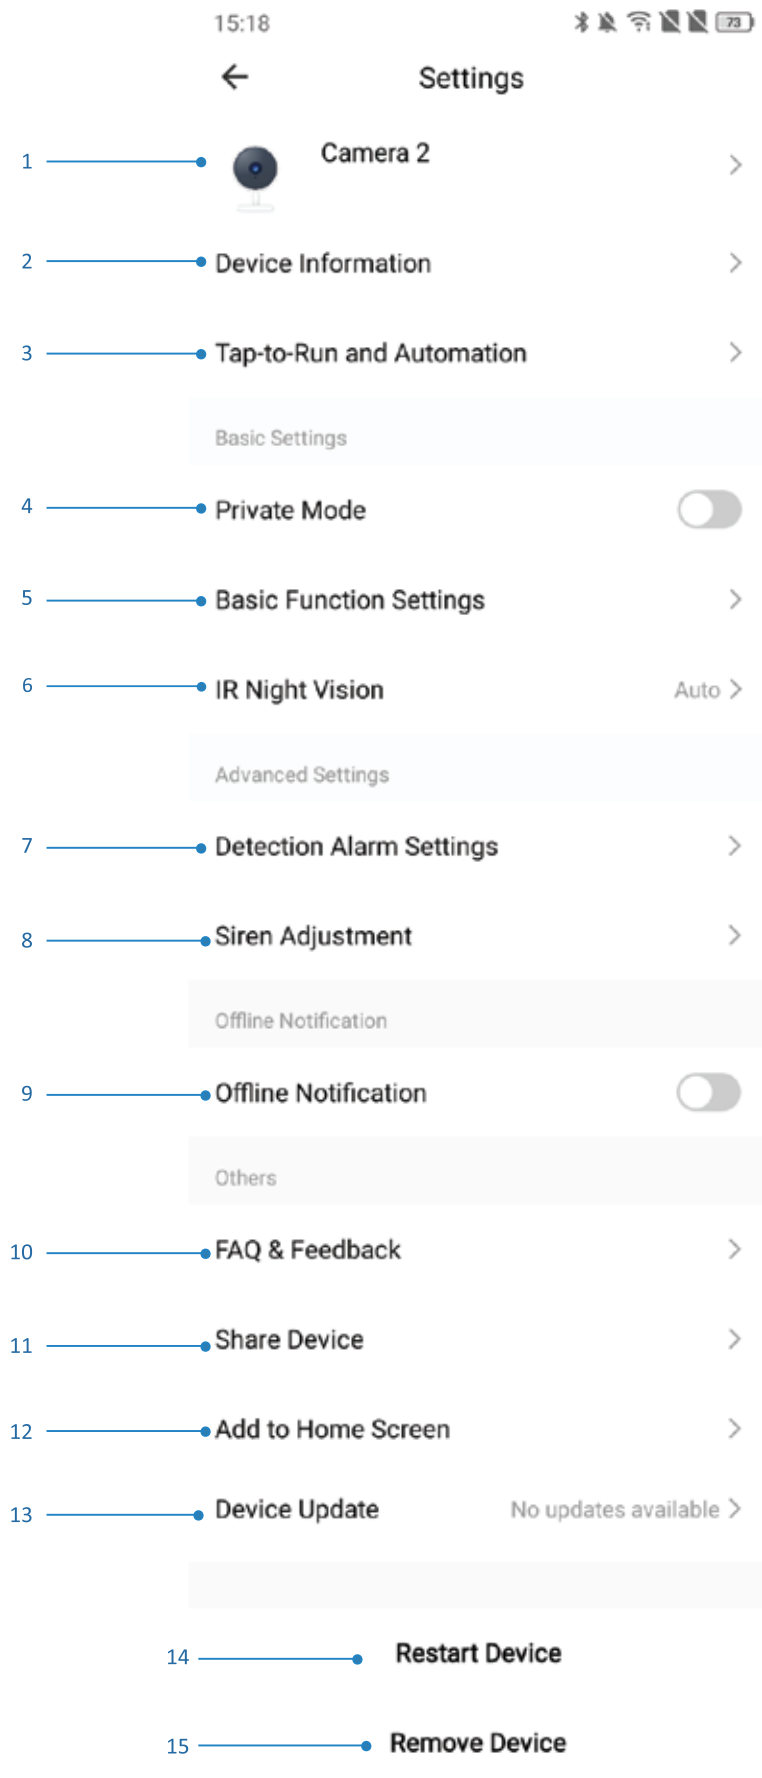 15:18
73
Settings
1 Camera 2
2 Device Information
3 Tap-to-Run and Automation
Basic Settings
4 Private Mode
5 Basic Function Settings
6 IR Night Vision Auto
Advanced Settings
7 Detection Alarm Settings
8 Siren Adjustment
Offline Notification
9 Offline Notification
Others
10 FAQ & Feedback
11 Share Device
12 Add to Home Screen
13 Device Update No updates available
14 Restart Device
15 Remove Device